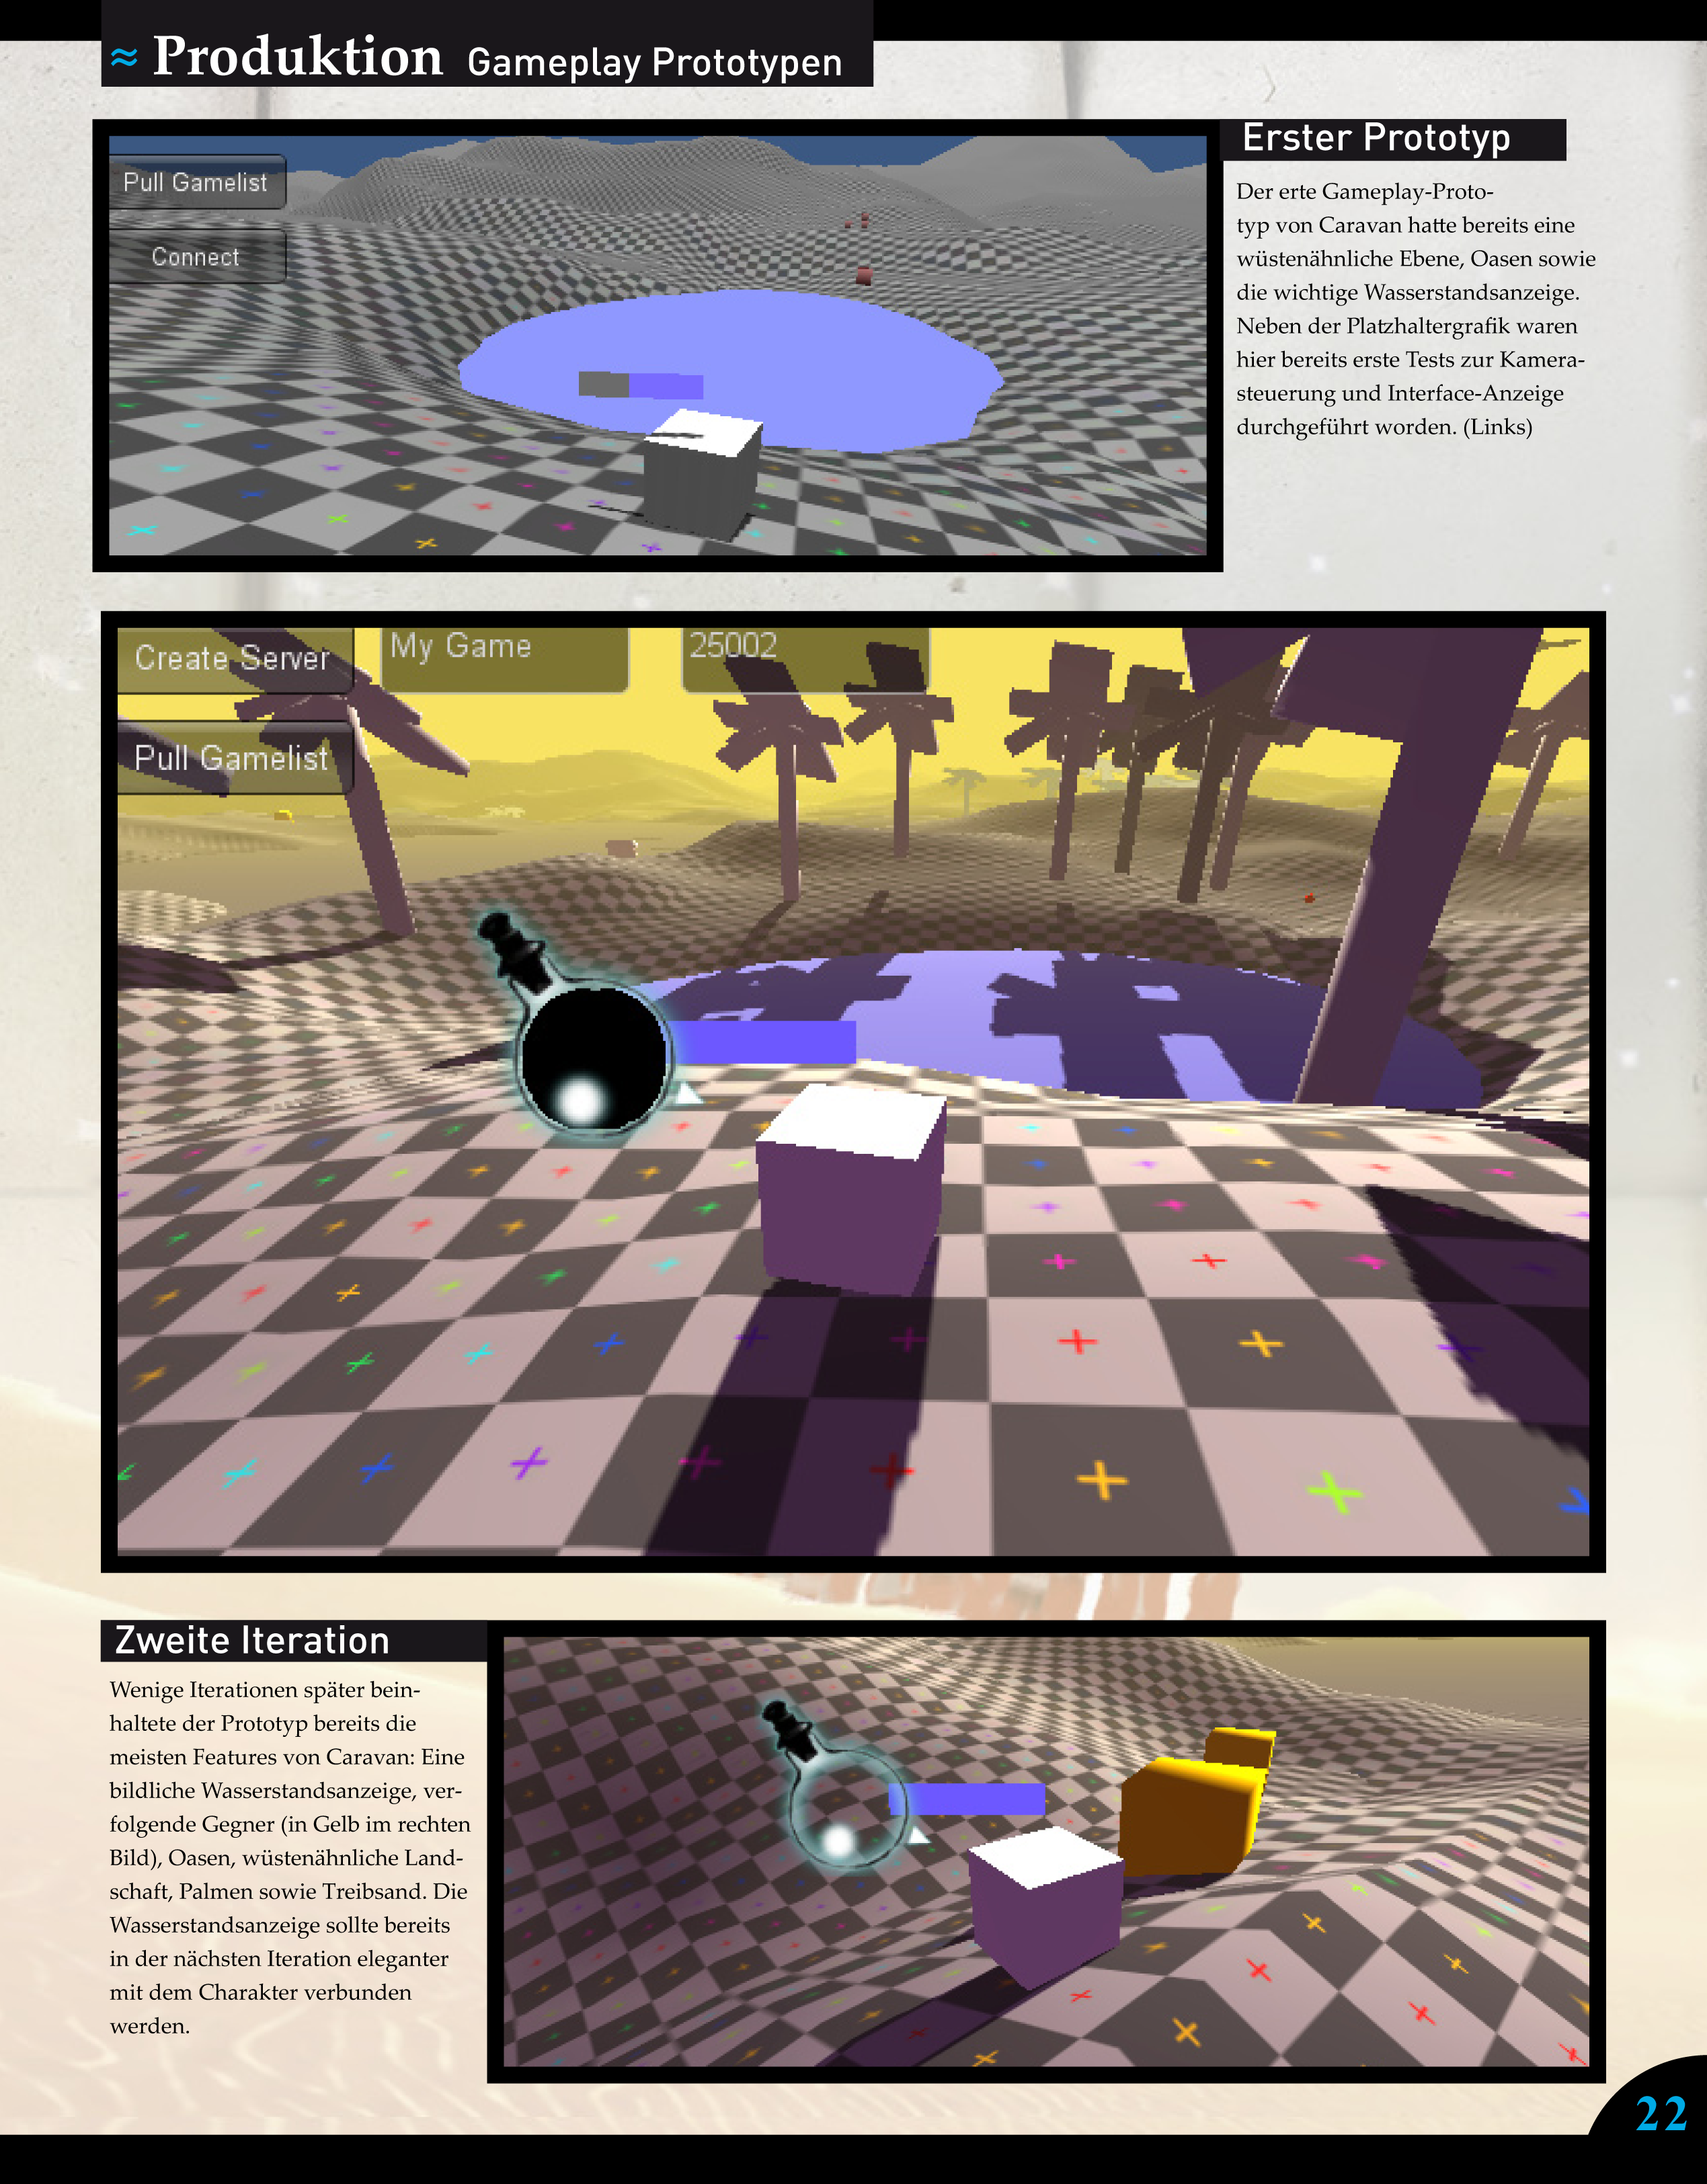 ≈ Produktion Gameplay Prototypen
Pull Gamelist
Connect
Erster Prototyp
Der erte Gameplay-Proto-
typ von Caravan hatte bereits eine
wüstenähnliche Ebene, Oasen sowie
die wichtige Wasserstandsanzeige.
Neben der Platzhaltergrafik waren
hier bereits erste Tests zur Kamera-
steuerung und Interface-Anzeige
durchgeführt worden. (Links)
Create Server
My Game
25002
Pull Gamelist
Zweite Iteration
Wenige Iterationen später bein-
haltete der Prototyp bereits die
meisten Features von Caravan: Eine
bildliche Wasserstandsanzeige, ver-
folgende Gegner (in Gelb im rechten
Bild), Oasen, wüstenähnliche Land-
schaft, Palmen sowie Treibsand. Die
Wasserstandsanzeige sollte bereits
in der nächsten Iteration eleganter
mit dem Charakter verbunden
werden.
22